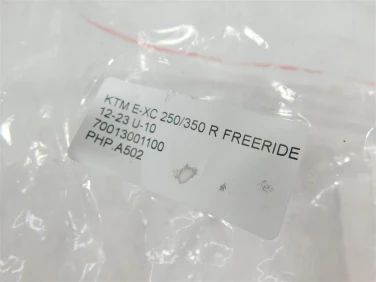 KTM E-XC 250/350 R FREERIDE
12-23 U-10
70013001100
PHP.A502